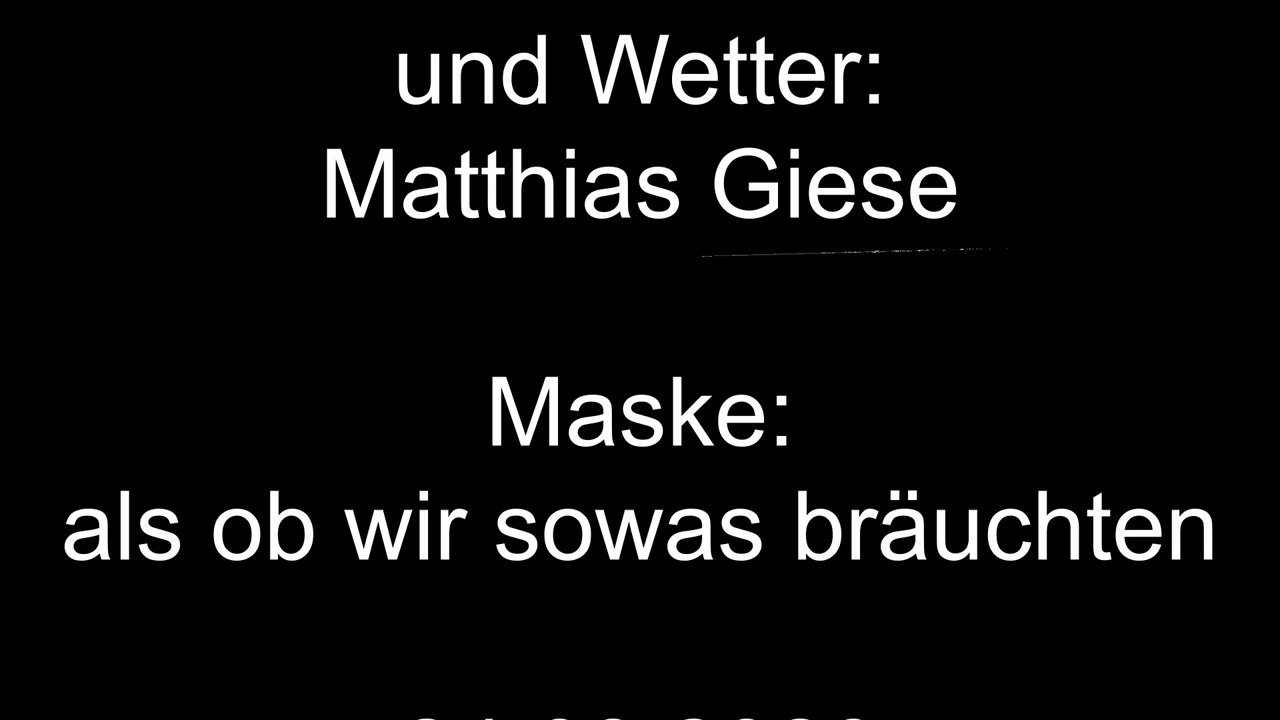 und Wetter:
Matthias Giese
Maske:
als ob wir sowas bräuchten